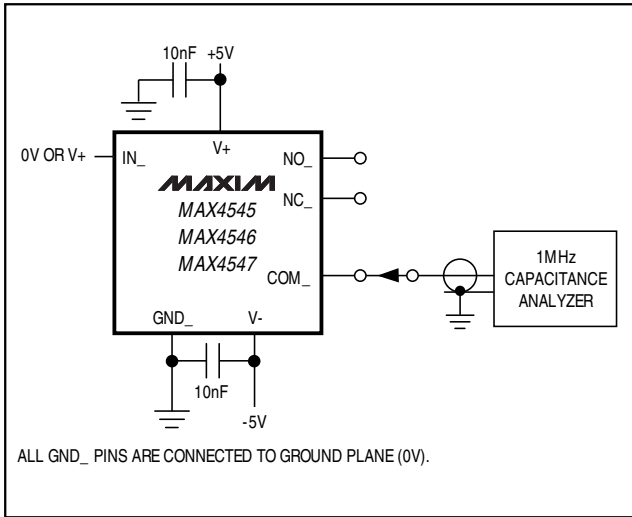 10nF +5V
V+
0V OR V+ IN_
NO_
MAXIM
NC_
MAX4545
MAX4546
MAX4547
COM_
1MHz
CAPACITANCE
ANALYZER
GND_ V-
10nF
-5V
ALL GND_ PINS ARE CONNECTED TO GROUND PLANE (0V).